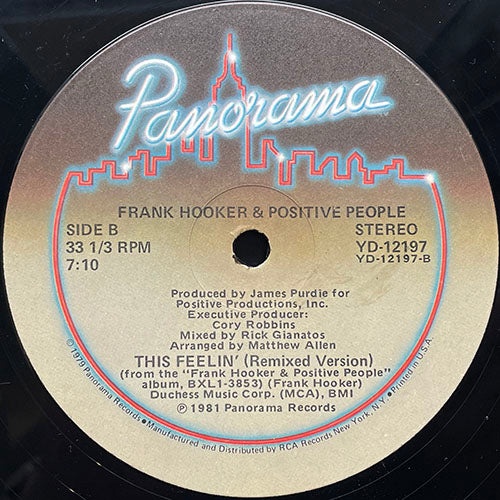 Panorama
FRANK HOOKER & POSITIVE PEOPLE
SIDE B
33 1/3 RPM
7:10
STEREO
YD-12197
YD-12197-B
Produced by James Purdie for
Positive Productions, Inc.
Executive Producer:
Cory Robbins
Mixed by Rick Gianatos
Arranged by Matthew Allen
THIS FEELIN' (Remixed Version)
(from the "Frank Hooker & Positive People"
album, BXL1-3853) (Frank Hooker)
Duchess Music Corp. (MCA), BMI
℗ 1981 Panorama Records
©1979 Panorama Records • Manufactured and Distributed by RCA Records New York, N.Y. • Printed in U.S.A.